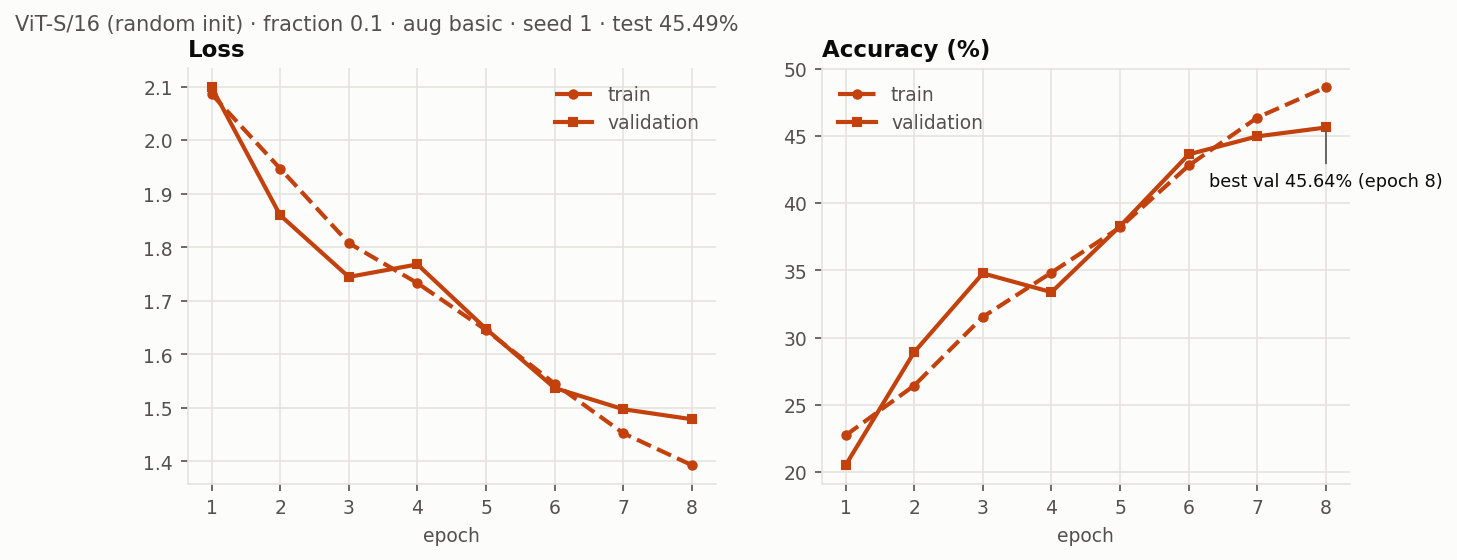 ViT-S/16 (random init) · fraction 0.1 · aug basic · seed 1 · test 45.49%
Loss
train
validation
2.1
2.0
1.9
1.8
1.7
1.6
1.5
1.4
1 2 3 4 5 6 7 8
epoch
Accuracy (%)
train
validation
50
45
40
35
30
25
20
best val 45.64% (epoch 8)
1 2 3 4 5 6 7 8
epoch